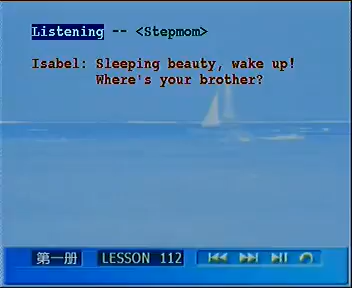 Listening -- <Stepmom>
Isabel: Sleeping beauty, wake up!
Where's your brother?
第一册 LESSON 112